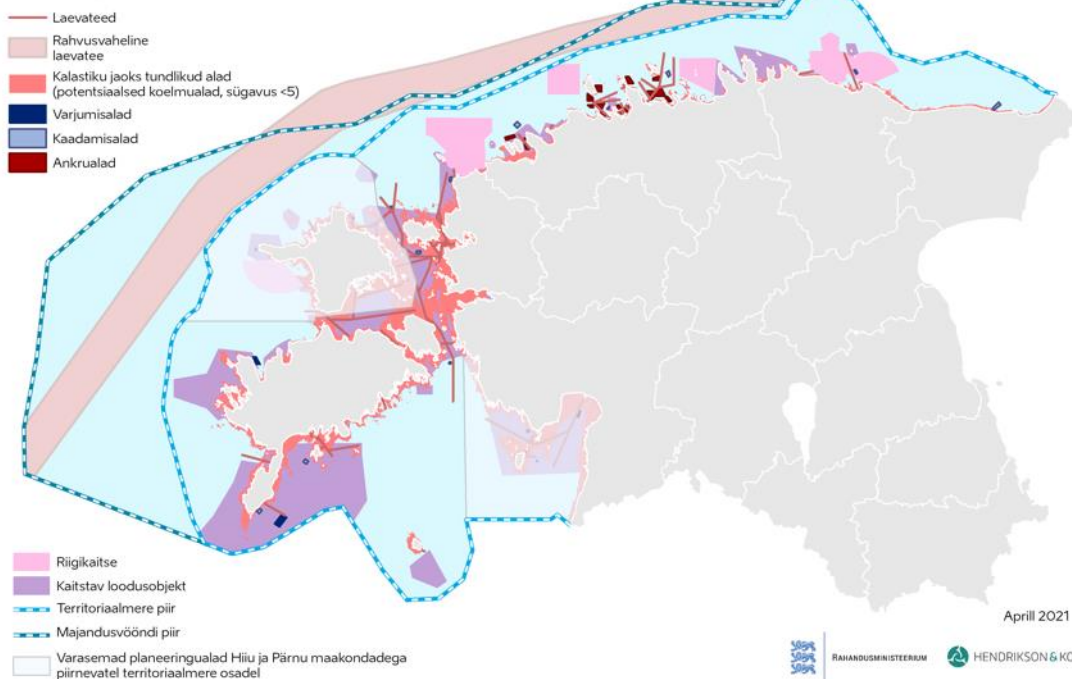 Laevateed
Rahvusvaheline
laevatee
Kalastiku jaoks tundlikud alad
(potentsiaalsed koelmualad, sügavus <5)
Varjumisalad
Kaadamisalad
Ankrualad
Riigikaitse
Kaitstav loodusobjekt
Territoriaalmere piir
Majandusvööndi piir
Varasemad planeeringualad Hiiu ja Pärnu maakondadega
piirnevatel territoriaalmere osadel
Aprill 2021
RAHANDUSMINISTEERIUM
HENDRIKSON & KO